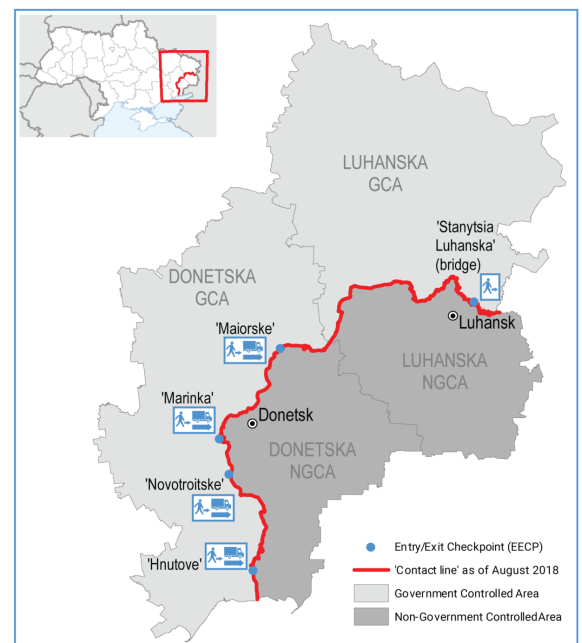 LUHANSKA
GCA
'Stanytsia
Luhanska'
(bridge)
DONETSKA
GCA
'Maiorske'
Luhansk
LUHANSKA
NGCA
'Marinka'
Donetsk
DONETSKA
NGCA
'Novotroitske'
'Hnutove'
Entry/Exit Checkpoint (EECP)
'Contact line' as of August 2018
Government Controlled Area
Non-Government ControlledArea